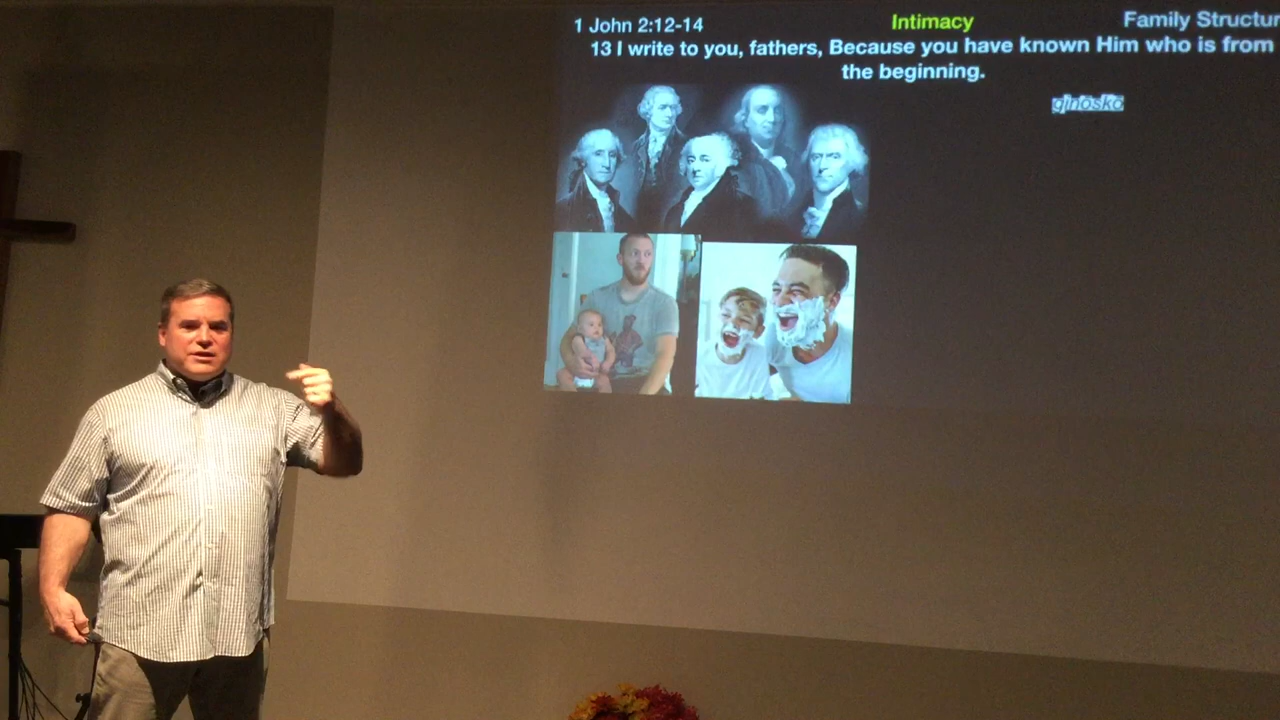 1 John 2:12-14 Intimacy Family Structur
13 I write to you, fathers, Because you have known Him who is from
the beginning.
ginōskō